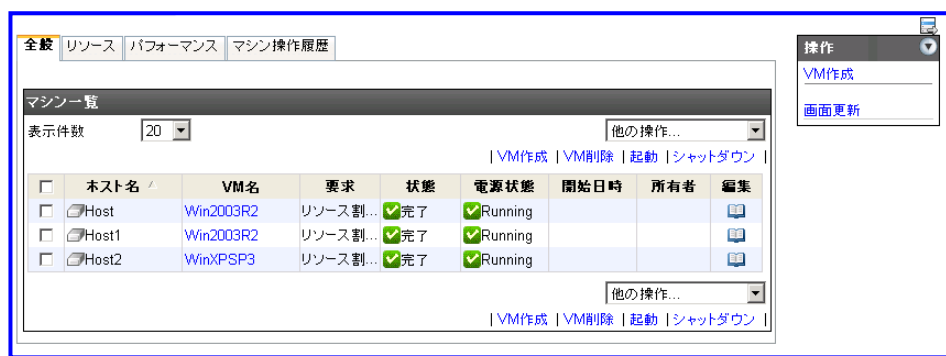 全般 リソース パフォーマンス マシン操作履歴
操作
VM作成
画面更新
マシン一覧
表示件数 20 他の操作...
| VM作成 | VM削除 | 起動 | シャットダウン |
ホスト名 VM名 要求 状態 電源状態 開始日時 所有者 編集
Host Win2003R2 リソース割... 完了 Running
Host1 Win2003R2 リソース割... 完了 Running
Host2 WinXPSP3 リソース割... 完了 Running
他の操作...
| VM作成 | VM削除 | 起動 | シャットダウン |